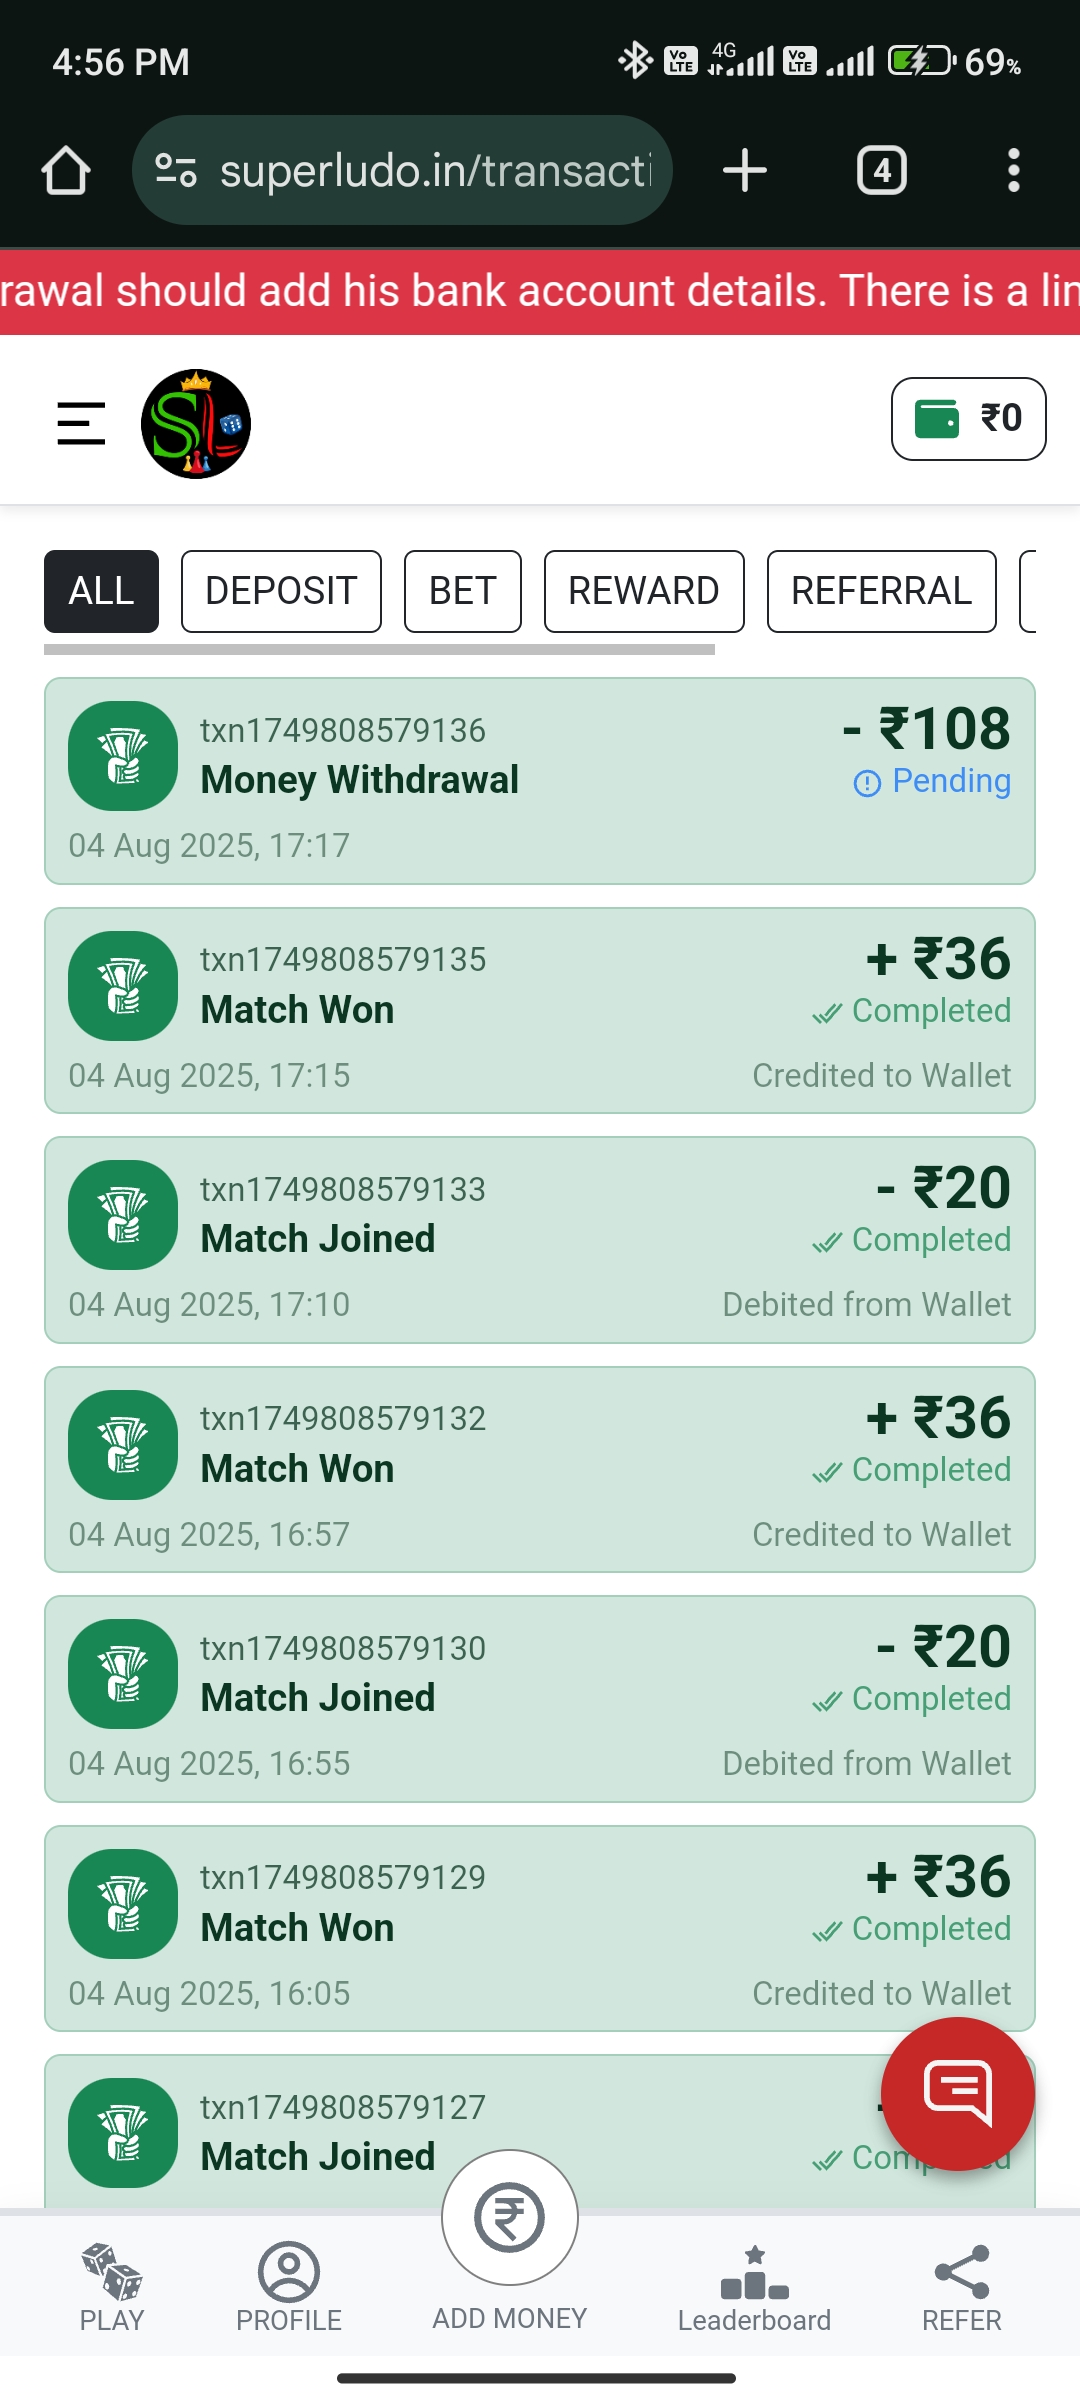 4:56 PM
Vo LTE 4G Vo LTE 69%
superludo.in/transacti
4
rawal should add his bank account details. There is a lin
SL
₹0
ALL DEPOSIT BET REWARD REFERRAL
txn1749808579136 - ₹108
Money Withdrawal Pending
04 Aug 2025, 17:17
txn1749808579135 + ₹36
Match Won Completed
04 Aug 2025, 17:15 Credited to Wallet
txn1749808579133 - ₹20
Match Joined Completed
04 Aug 2025, 17:10 Debited from Wallet
txn1749808579132 + ₹36
Match Won Completed
04 Aug 2025, 16:57 Credited to Wallet
txn1749808579130 - ₹20
Match Joined Completed
04 Aug 2025, 16:55 Debited from Wallet
txn1749808579129 + ₹36
Match Won Completed
04 Aug 2025, 16:05 Credited to Wallet
txn1749808579127
Match Joined
PLAY PROFILE ADD MONEY Leaderboard REFER